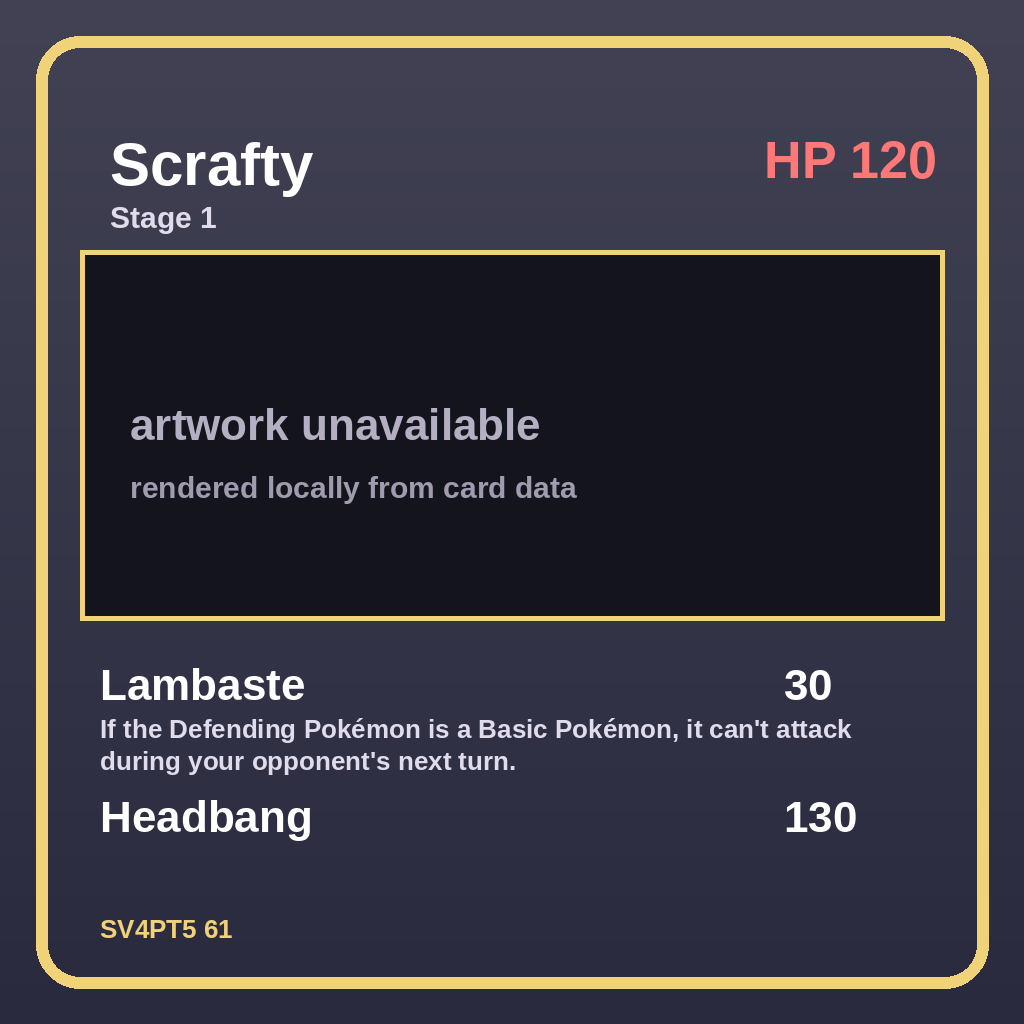 Scrafty
HP 120
Stage 1
artwork unavailable
rendered locally from card data
Lambaste 30
If the Defending Pokémon is a Basic Pokémon, it can't attack
during your opponent's next turn.
Headbang 130
SV4PT5 61